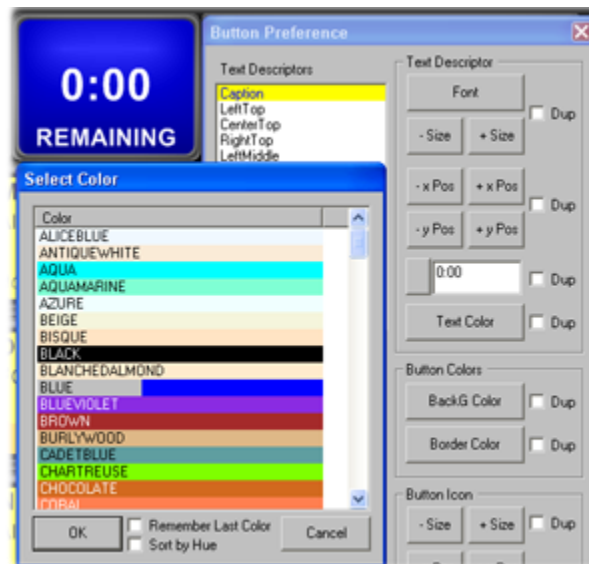 0:00
REMAINING
Button Preference
Text Descriptors
Caption
LeftTop
CenterTop
RightTop
LeftMiddle
Text Descriptor
Font
Dup
- Size
+ Size
- x Pos
+ x Pos
Dup
- y Pos
+ y Pos
0:00
Dup
Text Color
Dup
Button Colors
BackG Color
Dup
Border Color
Dup
Button Icon
- Size
+ Size
Dup
Select Color
Color
ALICEBLUE
ANTIQUEWHITE
AQUA
AQUAMARINE
AZURE
BEIGE
BISQUE
BLACK
BLANCHEDALMOND
BLUE
BLUEVIOLET
BROWN
BURLYWOOD
CADETBLUE
CHARTREUSE
CHOCOLATE
CORAL
OK
Remember Last Color
Sort by Hue
Cancel